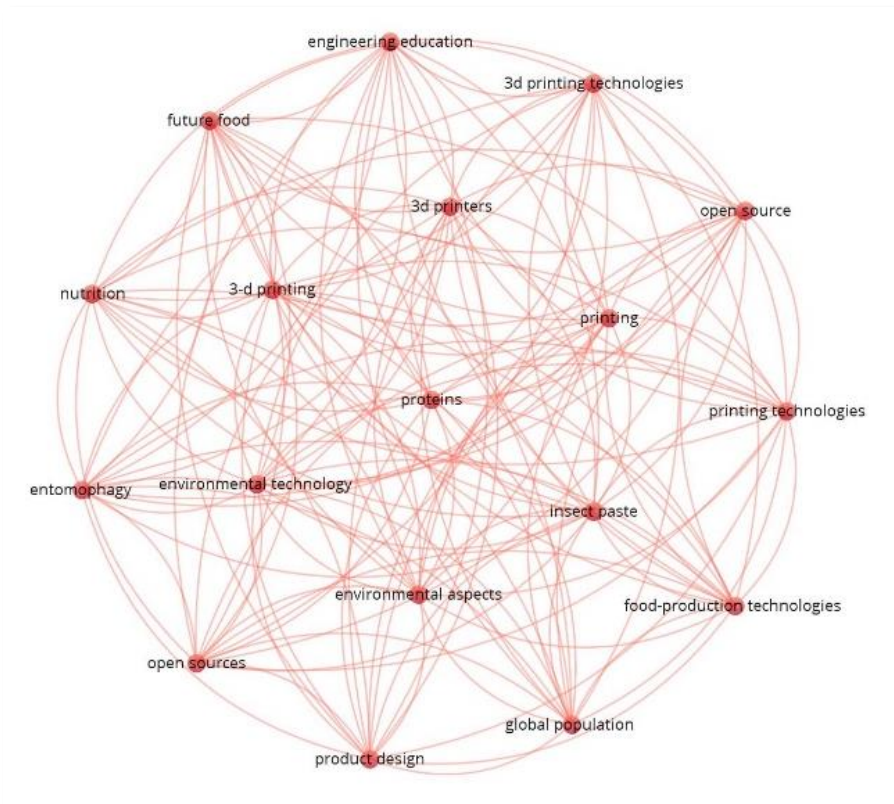 engineering education
3d printing technologies
future food
3d printers
open source
nutrition
3-d printing
printing
proteins
printing technologies
entomophagy
environmental technology
insect paste
environmental aspects
food-production technologies
open sources
global population
product design